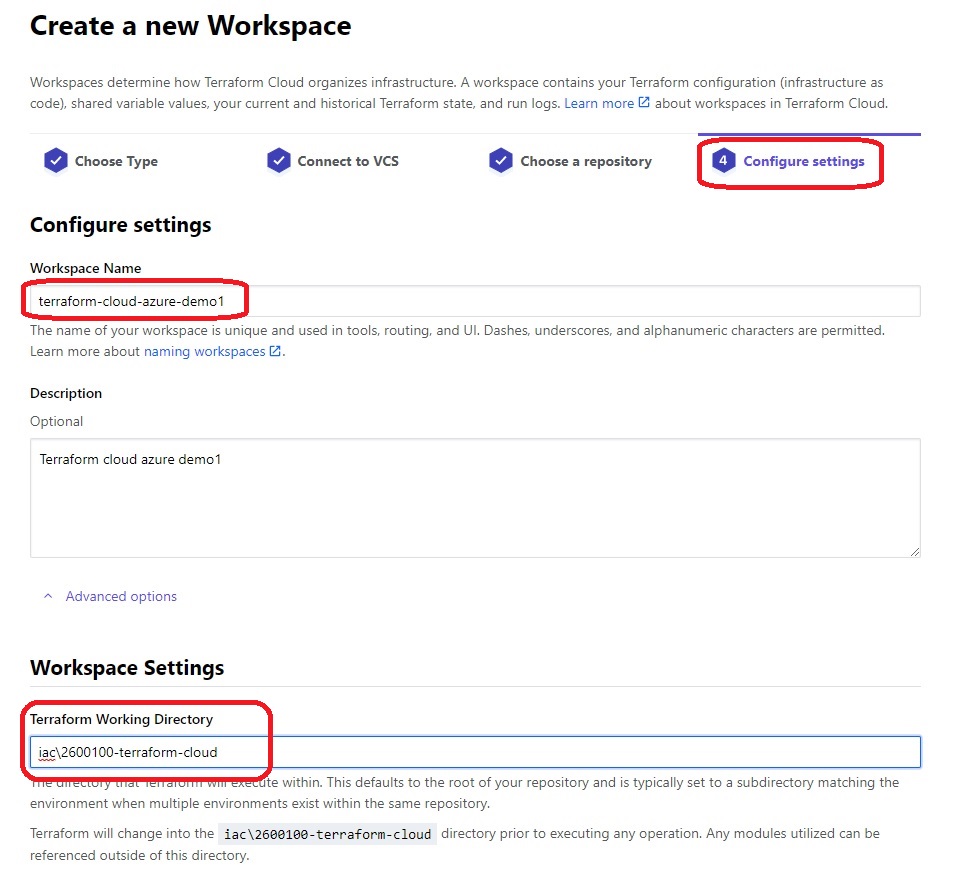 Create a new Workspace
Workspaces determine how Terraform Cloud organizes infrastructure. A workspace contains your Terraform configuration (infrastructure as
code), shared variable values, your current and historical Terraform state, and run logs. Learn more about workspaces in Terraform Cloud.
Choose Type
Connect to VCS
Choose a repository
4 Configure settings
Configure settings
Workspace Name
terraform-cloud-azure-demo1
The name of your workspace is unique and used in tools, routing, and UI. Dashes, underscores, and alphanumeric characters are permitted.
Learn more about naming workspaces.
Description
Optional
Terraform cloud azure demo1
Advanced options
Workspace Settings
Terraform Working Directory
iac\2600100-terraform-cloud
The directory that Terraform will execute within. This defaults to the root of your repository and is typically set to a subdirectory matching the
environment when multiple environments exist within the same repository.
Terraform will change into the iac\2600100-terraform-cloud directory prior to executing any operation. Any modules utilized can be
referenced outside of this directory.